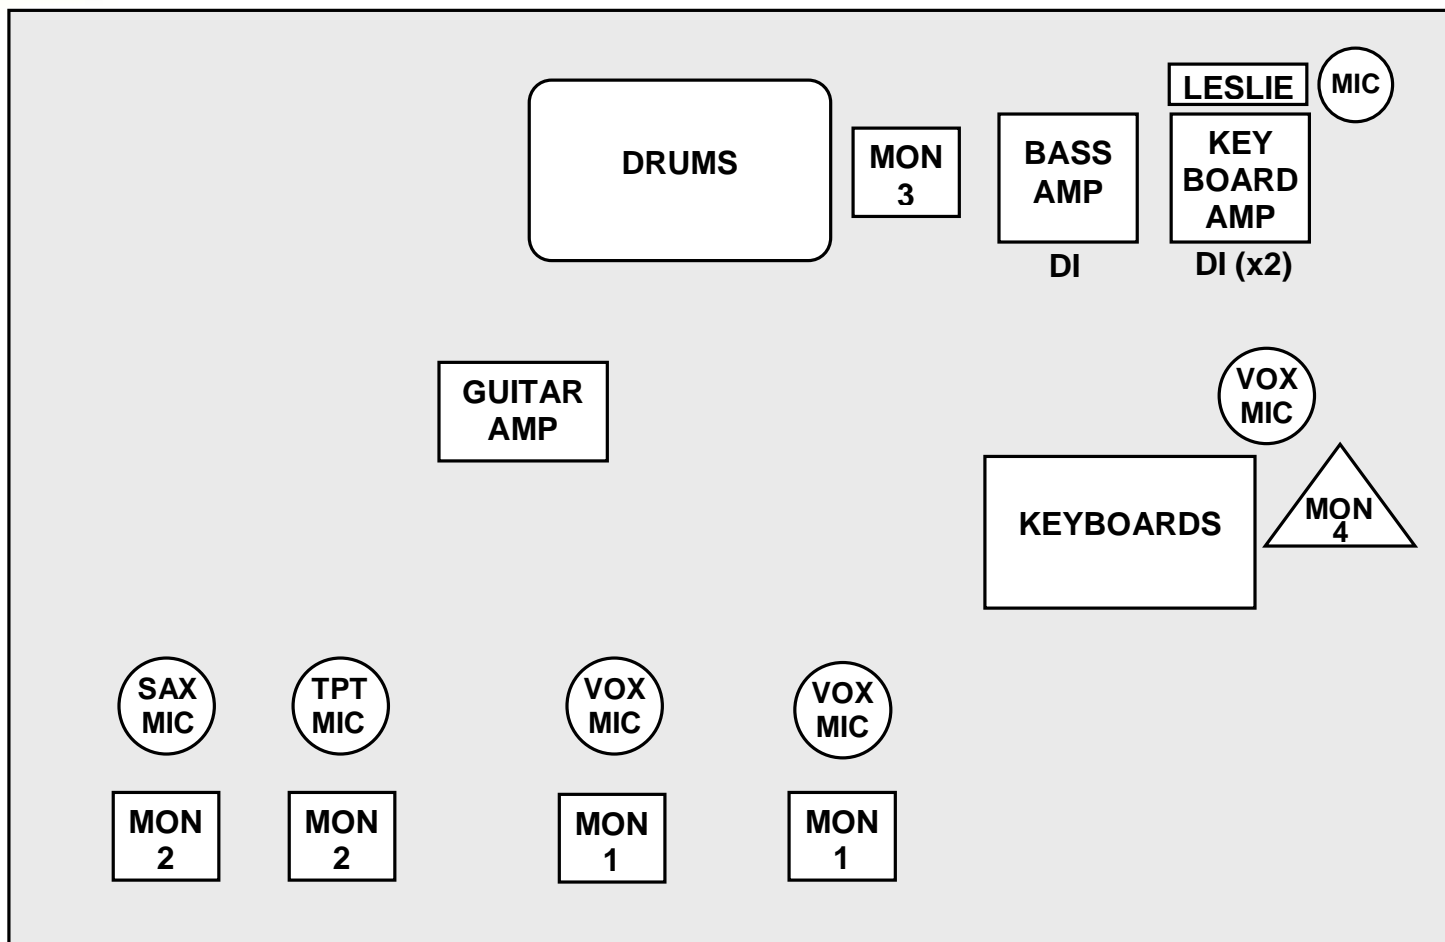 LESLIE
MIC
DRUMS
MON
3
BASS
AMP
KEY
BOARD
AMP
DI
DI (x2)
GUITAR
AMP
VOX
MIC
KEYBOARDS
MON
4
SAX
MIC
TPT
MIC
VOX
MIC
VOX
MIC
MON
2
MON
2
MON
1
MON
1